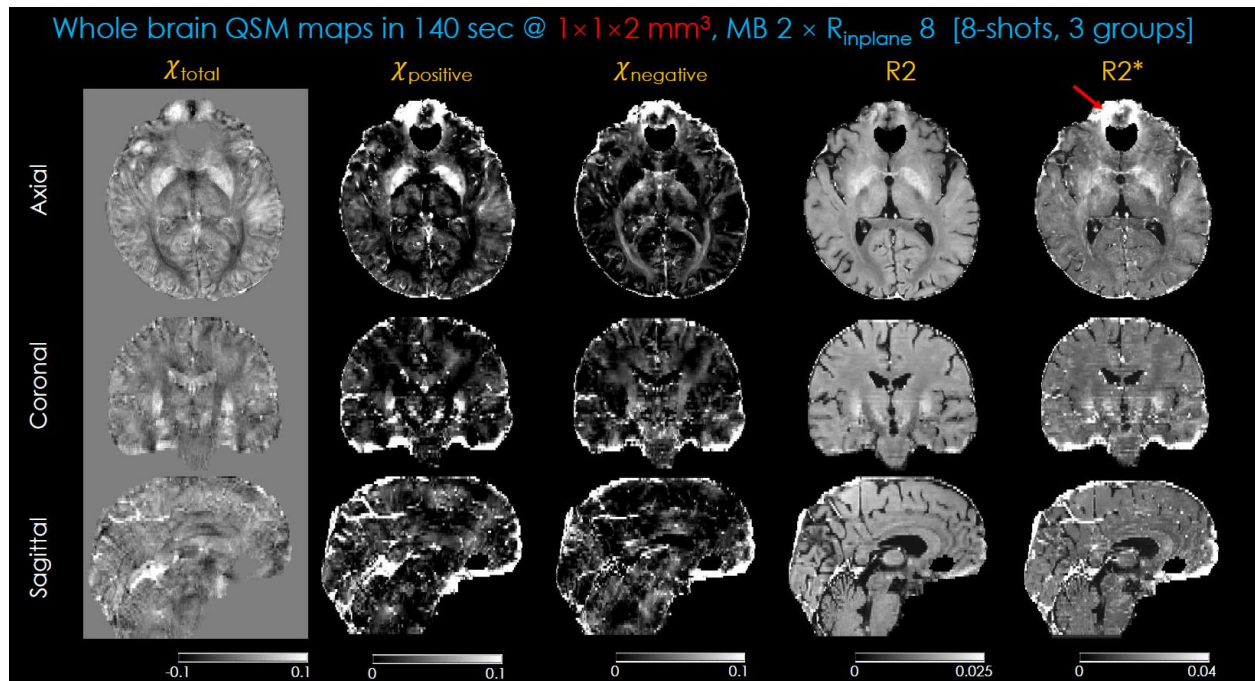 Whole brain QSM maps in 140 sec @ 1×1×2 mm³, MB 2 × Rinplane 8 [8-shots, 3 groups]
χtotal χpositive χnegative R2 R2*
Axial
Coronal
Sagittal
-0.1 0.1 0 0.1 0 0.1 0 0.025 0 0.04